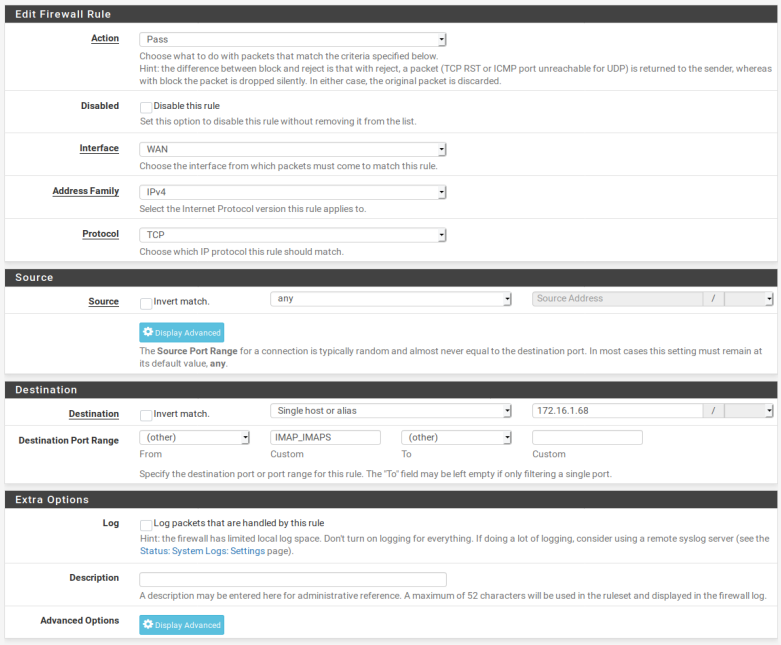 Edit Firewall Rule
Action
Pass
Choose what to do with packets that match the criteria specified below.
Hint: the difference between block and reject is that with reject, a packet (TCP RST or ICMP port unreachable for UDP) is returned to the sender, whereas
with block the packet is dropped silently. In either case, the original packet is discarded.
Disabled
Disable this rule
Set this option to disable this rule without removing it from the list.
Interface
WAN
Choose the interface from which packets must come to match this rule.
Address Family
IPv4
Select the Internet Protocol version this rule applies to.
Protocol
TCP
Choose which IP protocol this rule should match.
Source
Source
Invert match.
any
Source Address
/
Display Advanced
The Source Port Range for a connection is typically random and almost never equal to the destination port. In most cases this setting must remain at
its default value, any.
Destination
Destination
Invert match.
Single host or alias
172.16.1.68
/
Destination Port Range
(other)
IMAP_IMAPS
(other)
From
Custom
To
Custom
Specify the destination port or port range for this rule. The "To" field may be left empty if only filtering a single port.
Extra Options
Log
Log packets that are handled by this rule
Hint: the firewall has limited local log space. Don't turn on logging for everything. If doing a lot of logging, consider using a remote syslog server (see the
Status: System Logs: Settings page).
Description
A description may be entered here for administrative reference. A maximum of 52 characters will be used in the ruleset and displayed in the firewall log.
Advanced Options
Display Advanced